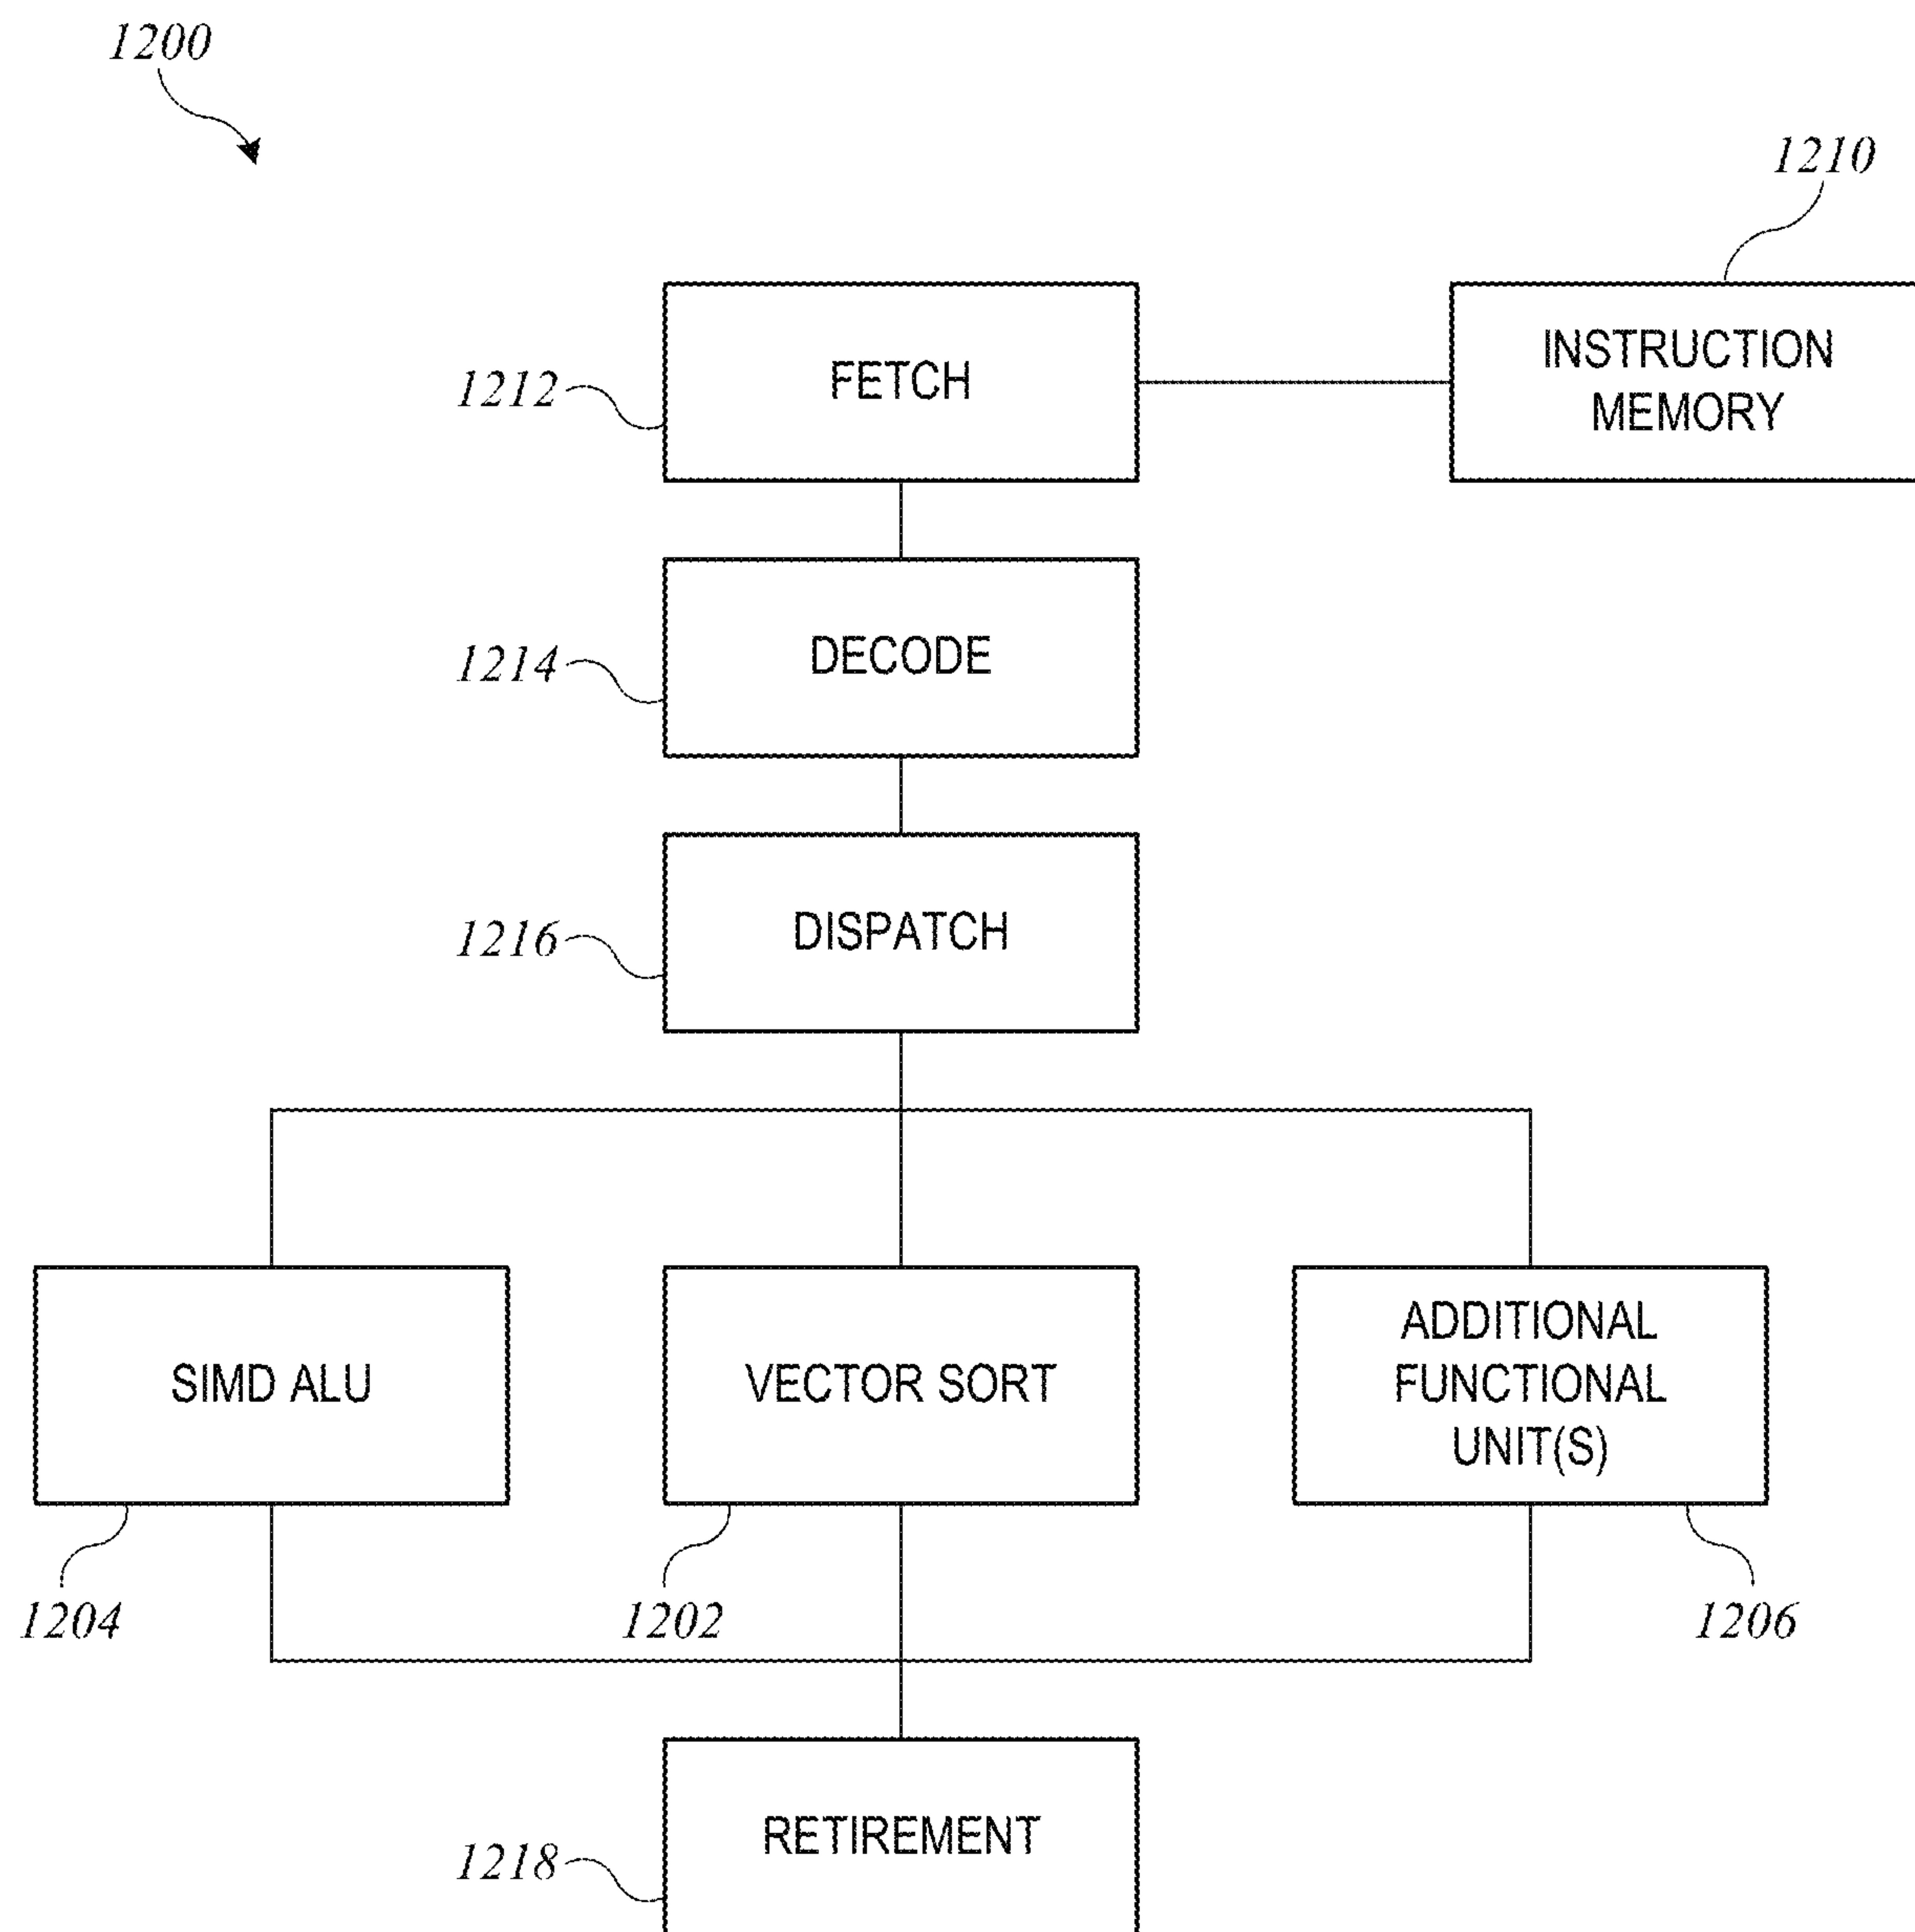 1200
1210
FETCH
INSTRUCTION
MEMORY
1212
DECODE
1214
DISPATCH
1216
SIMD ALU
VECTOR SORT
ADDITIONAL
FUNCTIONAL
UNIT(S)
1204
1202
1206
RETIREMENT
1218